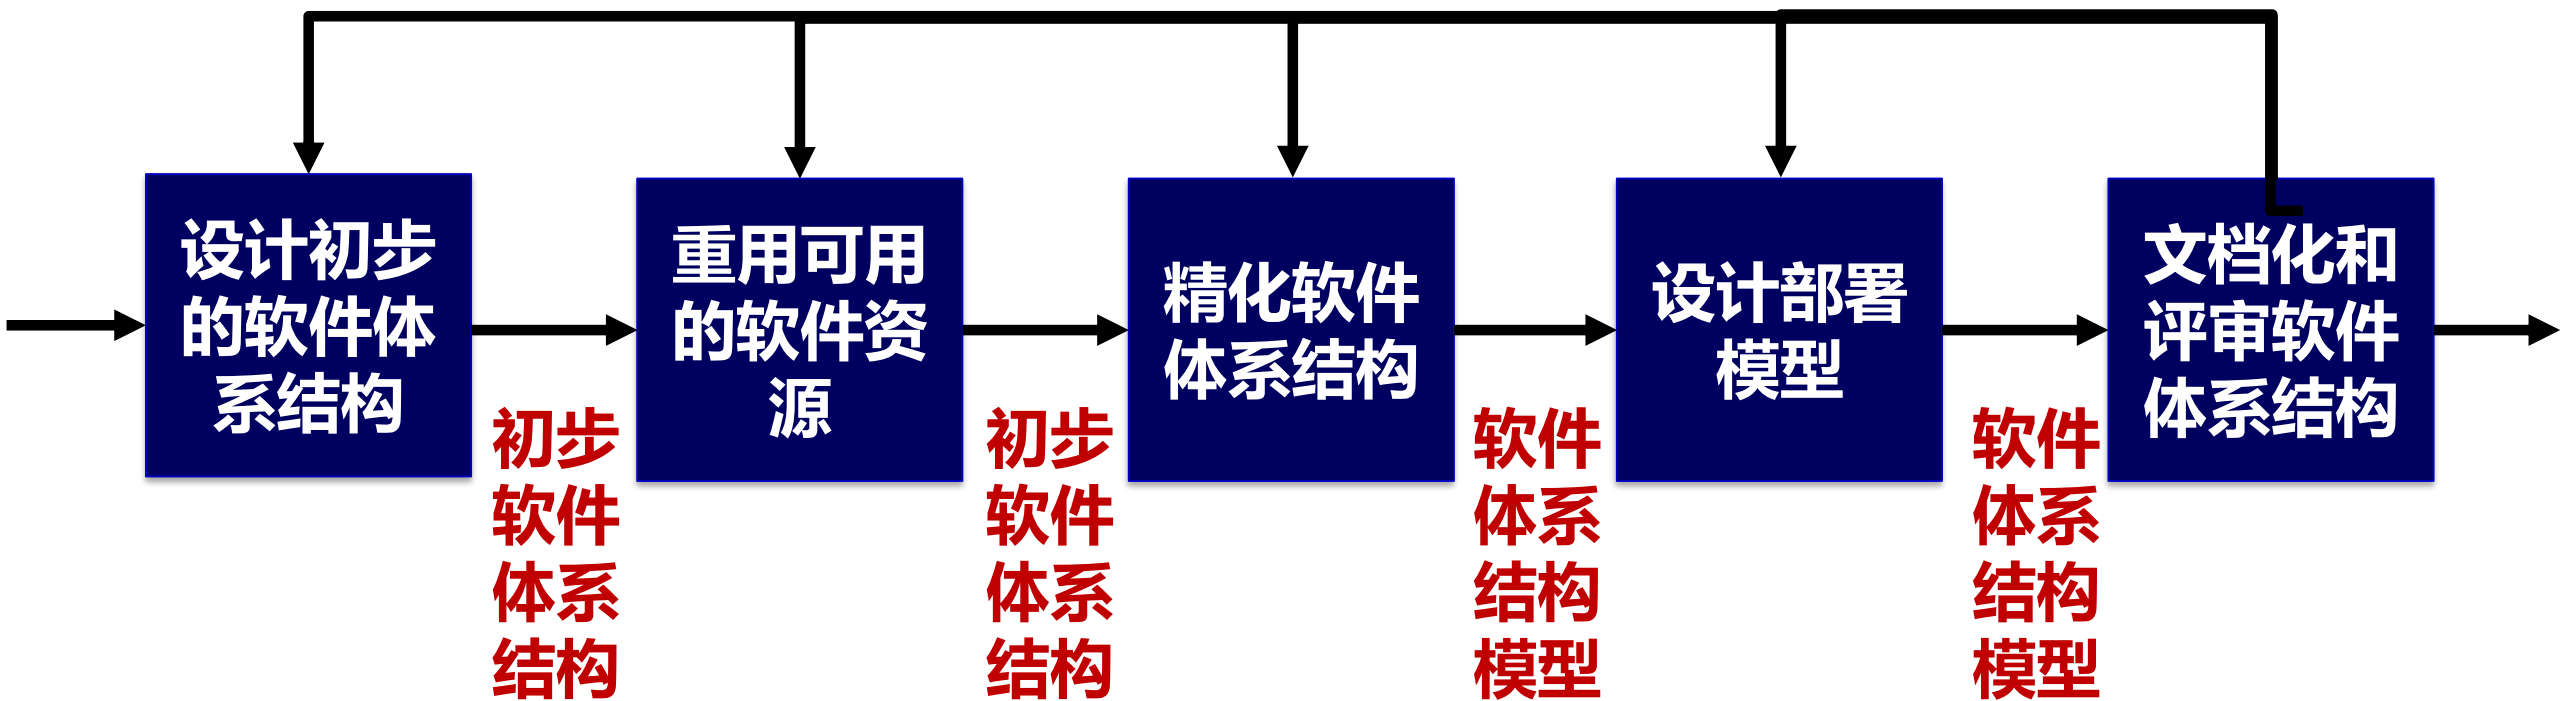 设计初步
的软件体
系结构
重用可用
的软件资
源
精化软件
体系结构
设计部署
模型
文档化和
评审软件
体系结构
初步
软件
体系
结构
初步
软件
体系
结构
软件
体系
结构
模型
软件
体系
结构
模型